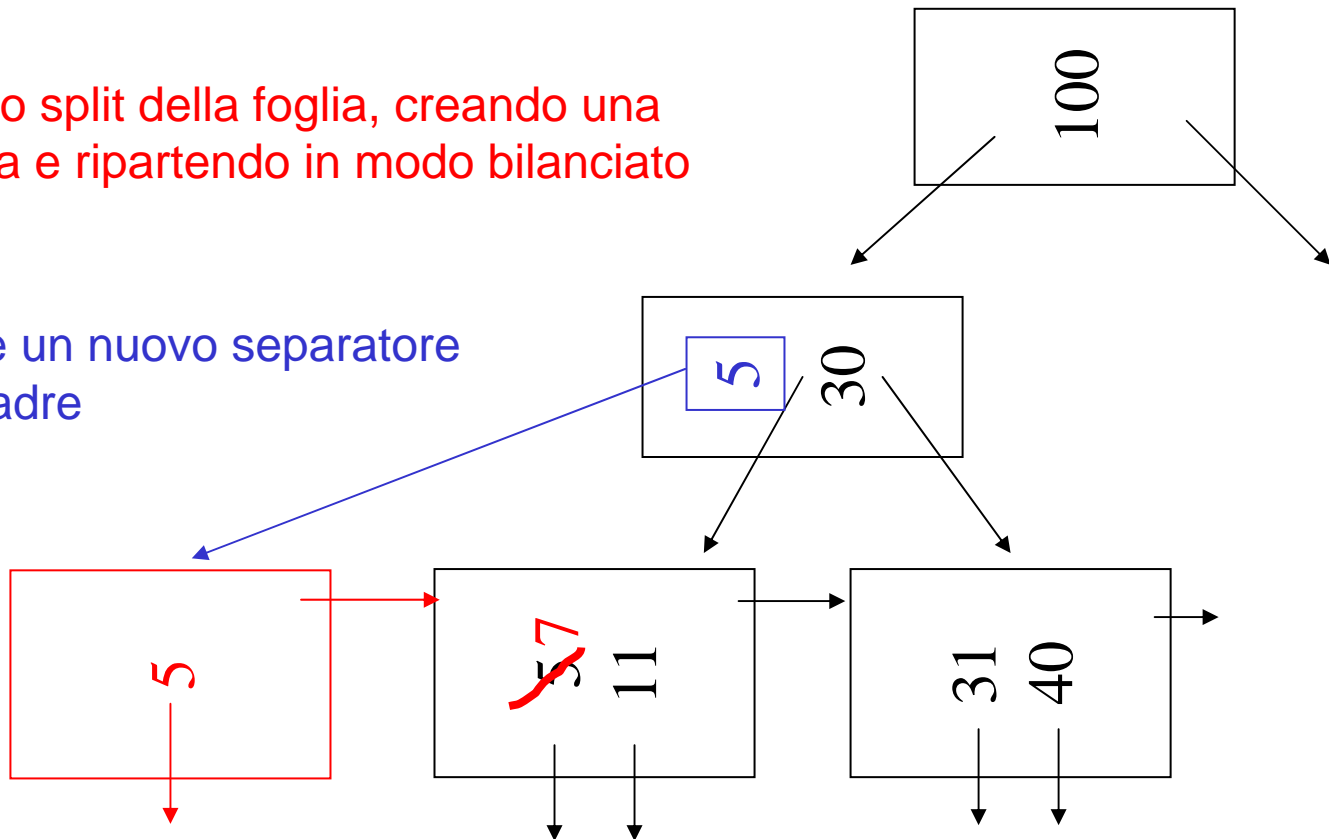 o split della foglia, creando una
a e ripartendo in modo bilanciato
100
e un nuovo separatore
adre
5
30
5
5
7
11
31
40